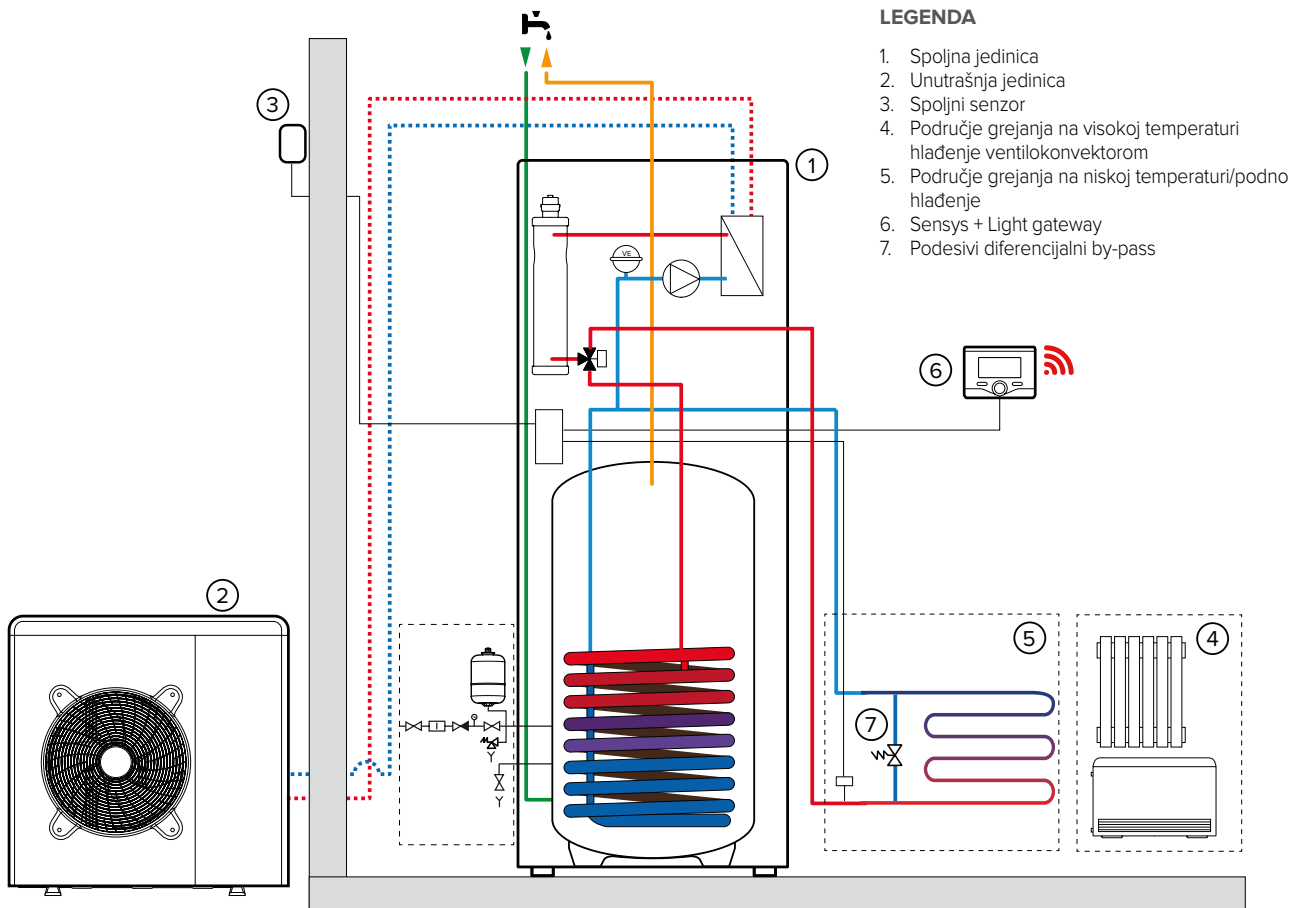 LEGENDA
1. Spoljna jedinica
2. Unutrašnja jedinica
3. Spoljni senzor
4. Područje grejanja na visokoj temperaturi
hlađenje ventilokonvektorom
5. Područje grejanja na niskoj temperaturi/podno
hlađenje
6. Sensys + Light gateway
7. Podesivi diferencijalni by-pass
3
1
VE
6
2
5
4
7